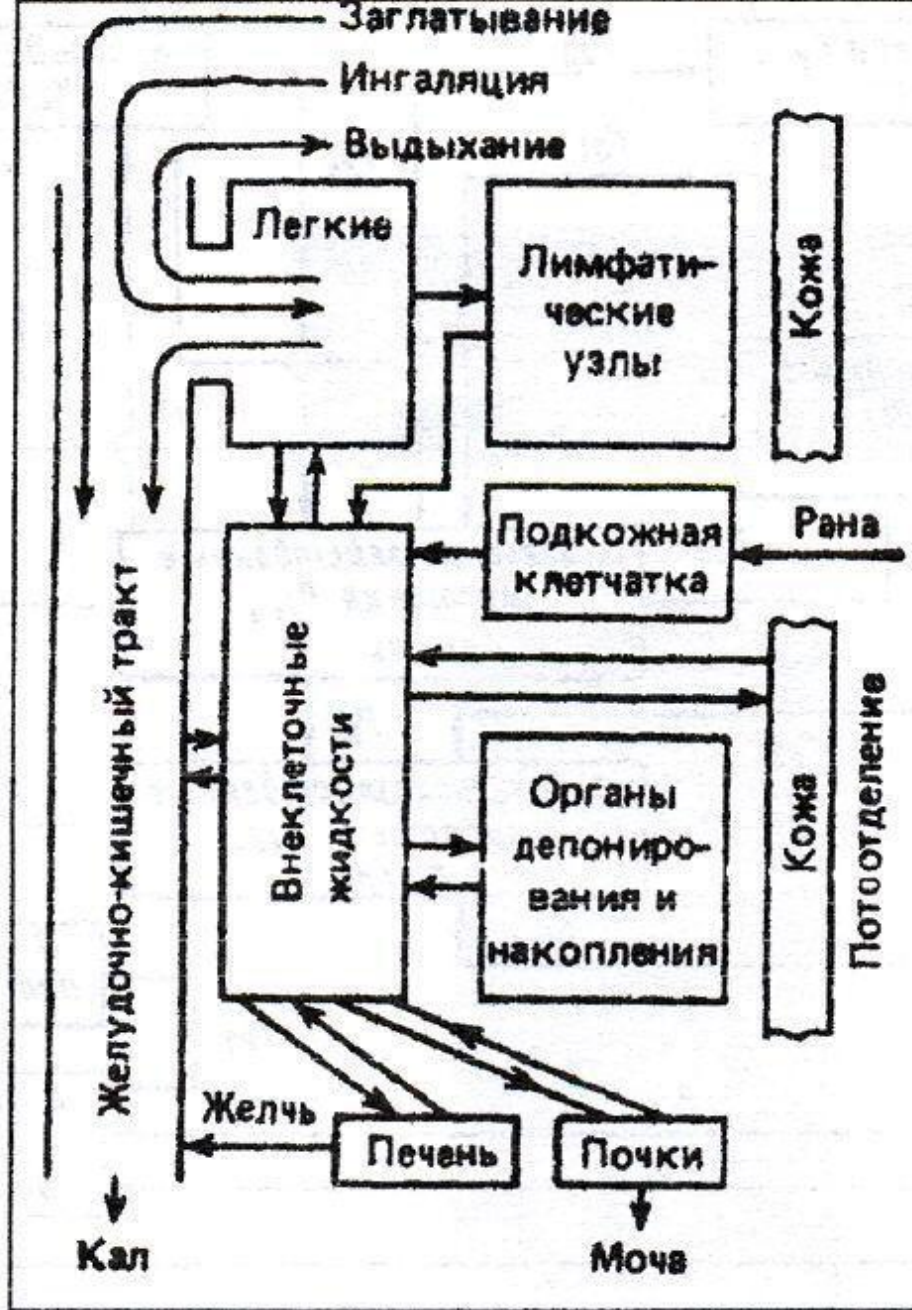 Заглатывание
Ингаляция
Выдыхание
Легкие
Лимфати-
ческие
узлы
Кожа
Подкожная
клетчатка
Рана
Желудочно-кишечный тракт
Внеклеточные
жидкости
Органы
депониро-
вания и
накопления
Кожа
Потоотделение
Желчь
Печень
Почки
Кал
Моча